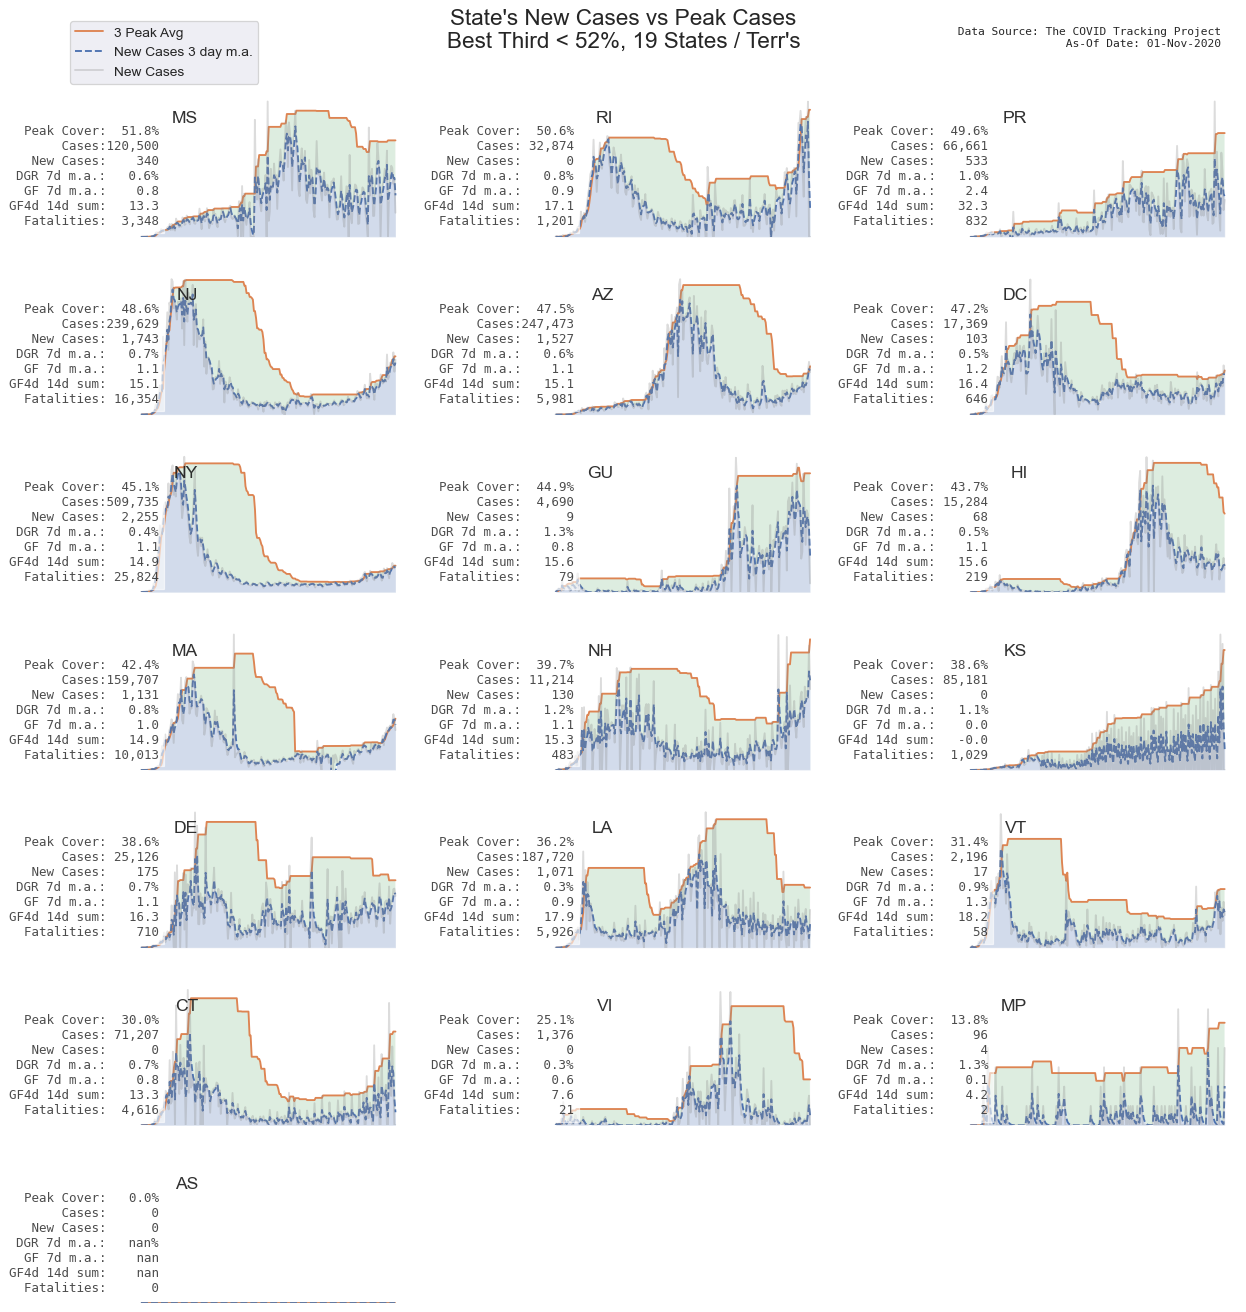 State's New Cases vs Peak Cases
Best Third < 52%, 19 States / Terr's
3 Peak Avg
New Cases 3 day m.a.
New Cases
Data Source: The COVID Tracking Project
As-Of Date: 01-Nov-2020
MS
Peak Cover: 51.8%
Cases:120,500
New Cases: 340
DGR 7d m.a.: 0.6%
GF 7d m.a.: 0.8
GF4d 14d sum: 13.3
Fatalities: 3,348
RI
Peak Cover: 50.6%
Cases: 32,874
New Cases: 0
DGR 7d m.a.: 0.8%
GF 7d m.a.: 0.9
GF4d 14d sum: 17.1
Fatalities: 1,201
PR
Peak Cover: 49.6%
Cases: 66,661
New Cases: 533
DGR 7d m.a.: 1.0%
GF 7d m.a.: 2.4
GF4d 14d sum: 32.3
Fatalities: 832
NJ
Peak Cover: 48.6%
Cases:239,629
New Cases: 1,743
DGR 7d m.a.: 0.7%
GF 7d m.a.: 1.1
GF4d 14d sum: 15.1
Fatalities: 16,354
AZ
Peak Cover: 47.5%
Cases:247,473
New Cases: 1,527
DGR 7d m.a.: 0.6%
GF 7d m.a.: 1.1
GF4d 14d sum: 15.1
Fatalities: 5,981
DC
Peak Cover: 47.2%
Cases: 17,369
New Cases: 103
DGR 7d m.a.: 0.5%
GF 7d m.a.: 1.2
GF4d 14d sum: 16.4
Fatalities: 646
NY
Peak Cover: 45.1%
Cases:509,735
New Cases: 2,255
DGR 7d m.a.: 0.4%
GF 7d m.a.: 1.1
GF4d 14d sum: 14.9
Fatalities: 25,824
GU
Peak Cover: 44.9%
Cases: 4,690
New Cases: 9
DGR 7d m.a.: 1.3%
GF 7d m.a.: 0.8
GF4d 14d sum: 15.6
Fatalities: 79
HI
Peak Cover: 43.7%
Cases: 15,284
New Cases: 68
DGR 7d m.a.: 0.5%
GF 7d m.a.: 1.1
GF4d 14d sum: 15.6
Fatalities: 219
MA
Peak Cover: 42.4%
Cases:159,707
New Cases: 1,131
DGR 7d m.a.: 0.8%
GF 7d m.a.: 1.0
GF4d 14d sum: 14.9
Fatalities: 10,013
NH
Peak Cover: 39.7%
Cases: 11,214
New Cases: 130
DGR 7d m.a.: 1.2%
GF 7d m.a.: 1.1
GF4d 14d sum: 15.3
Fatalities: 483
KS
Peak Cover: 38.6%
Cases: 85,181
New Cases: 0
DGR 7d m.a.: 1.1%
GF 7d m.a.: 0.0
GF4d 14d sum: -0.0
Fatalities: 1,029
DE
Peak Cover: 38.6%
Cases: 25,126
New Cases: 175
DGR 7d m.a.: 0.7%
GF 7d m.a.: 1.1
GF4d 14d sum: 16.3
Fatalities: 710
LA
Peak Cover: 36.2%
Cases:187,720
New Cases: 1,071
DGR 7d m.a.: 0.3%
GF 7d m.a.: 0.9
GF4d 14d sum: 17.9
Fatalities: 5,926
VT
Peak Cover: 31.4%
Cases: 2,196
New Cases: 17
DGR 7d m.a.: 0.9%
GF 7d m.a.: 1.3
GF4d 14d sum: 18.2
Fatalities: 58
CT
Peak Cover: 30.0%
Cases: 71,207
New Cases: 0
DGR 7d m.a.: 0.7%
GF 7d m.a.: 0.8
GF4d 14d sum: 13.3
Fatalities: 4,616
VI
Peak Cover: 25.1%
Cases: 1,376
New Cases: 0
DGR 7d m.a.: 0.3%
GF 7d m.a.: 0.6
GF4d 14d sum: 7.6
Fatalities: 21
MP
Peak Cover: 13.8%
Cases: 96
New Cases: 4
DGR 7d m.a.: 1.3%
GF 7d m.a.: 0.1
GF4d 14d sum: 4.2
Fatalities: 2
AS
Peak Cover: 0.0%
Cases: 0
New Cases: 0
DGR 7d m.a.: nan%
GF 7d m.a.: nan
GF4d 14d sum: nan
Fatalities: 0